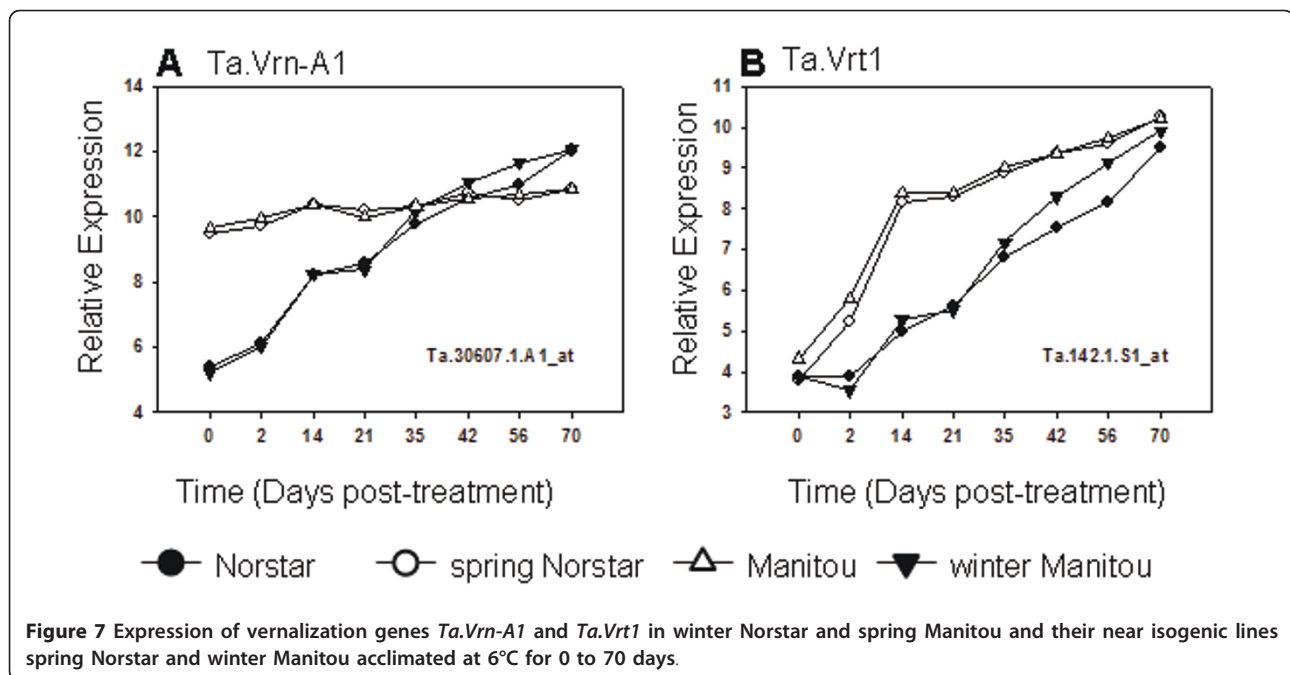 A Ta.Vrn-A1
Relative Expression
14
12
10
8
6
4
Ta.30607.1.A1_at
0 2 14 21 35 42 56 70
Time (Days post-treatment)
B Ta.Vrt1
Relative Expression
11
10
9
8
7
6
5
4
3
Ta.142.1.S1_at
0 2 14 21 35 42 56 70
Time (Days post-treatment)
Norstar spring Norstar Manitou winter Manitou
Figure 7 Expression of vernalization genes Ta.Vrn-A1 and Ta.Vrt1 in winter Norstar and spring Manitou and their near isogenic lines
spring Norstar and winter Manitou acclimated at 6°C for 0 to 70 days.